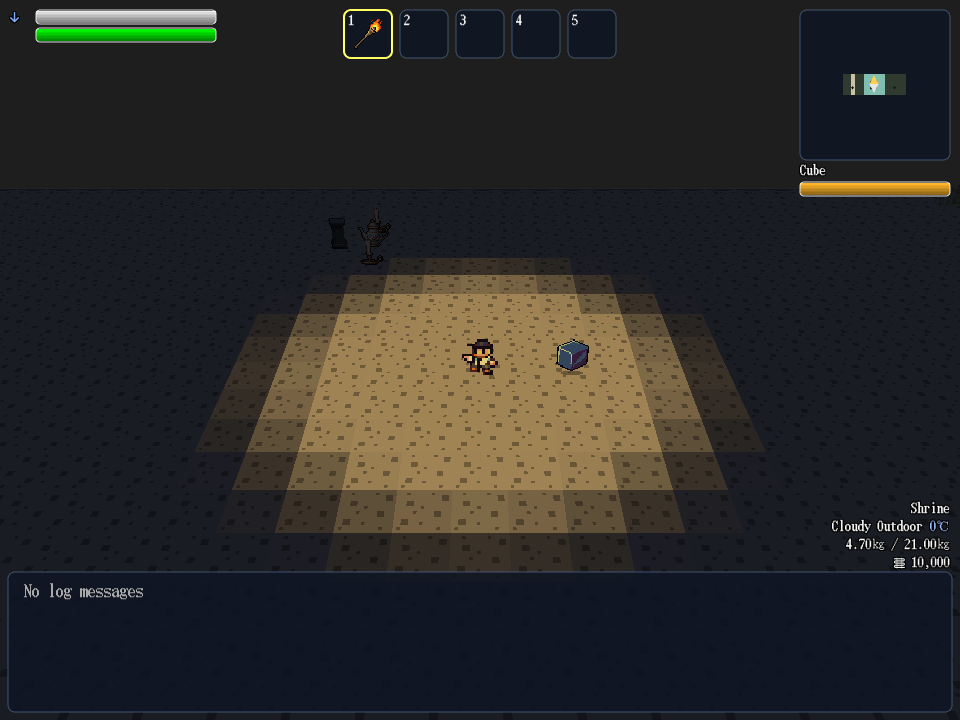 1 2 3 4 5
Cube
Shrine
Cloudy Outdoor 0℃
4.70kg / 21.00kg
10,000
No log messages